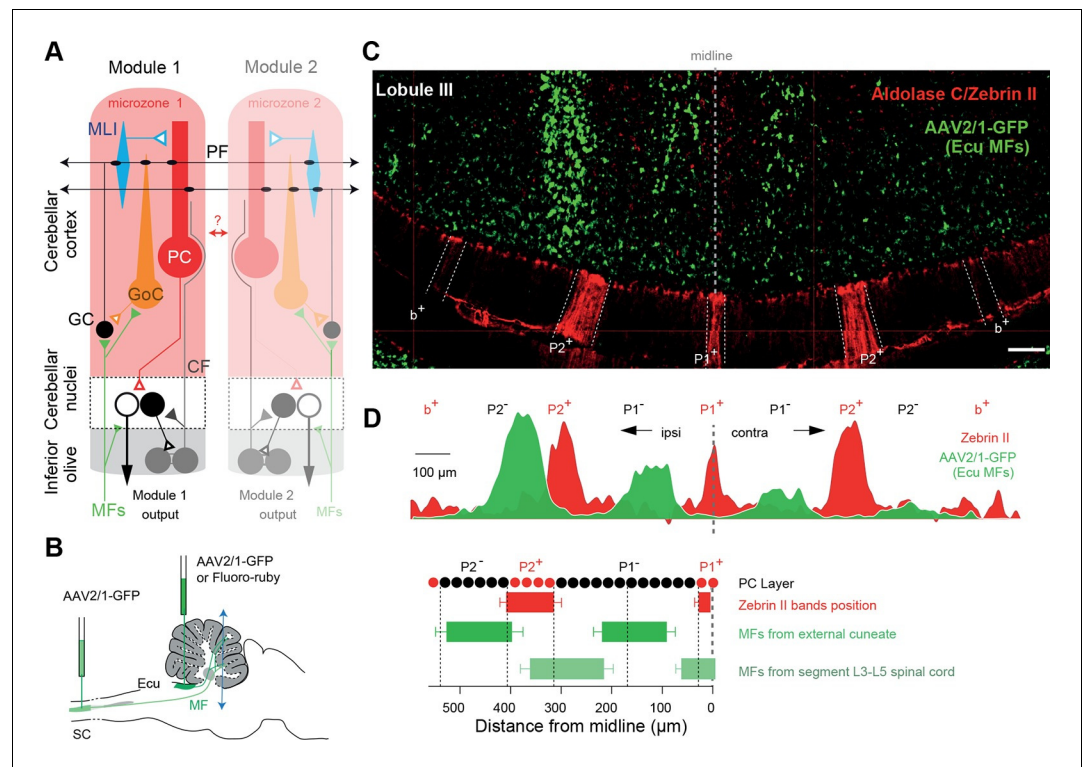 A
Module 1
Module 2
microzone 1
microzone 2
MLI
PF
?
PC
GoC
GC
CF
Cerebellar
cortex
Cerebellar
nuclei
Inferior
olive
MFs
Module 1
output
Module 2
output
MFs
B
AAV2/1-GFP
or Fluoro-ruby
AAV2/1-GFP
Ecu
MF
SC
C
midline
Lobule III
Aldolase C/Zebrin II
AAV2/1-GFP
(Ecu MFs)
b+
P2+
P1+
P2+
b+
D
b+ P2- P2+ P1- P1+ P1- P2+ P2- b+
ipsi contra
Zebrin II
AAV2/1-GFP
(Ecu MFs)
100 µm
P2- P2+ P1- P1+
PC Layer
Zebrin II bands position
MFs from external cuneate
MFs from segment L3-L5 spinal cord
500 400 300 200 100 0
Distance from midline (µm)